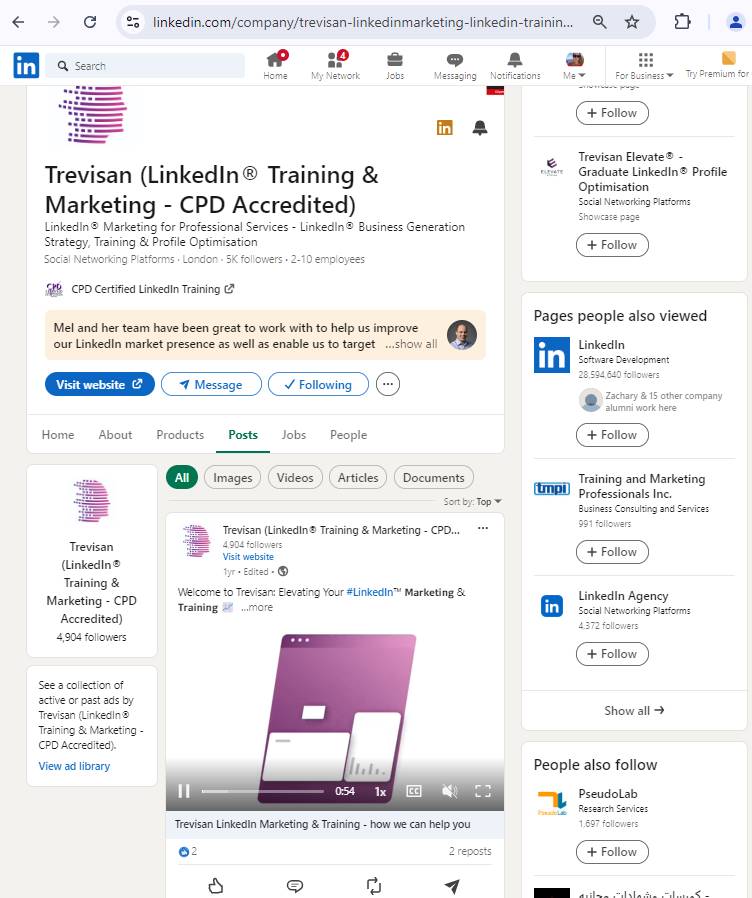 linkedin.com/company/trevisan-linkedinmarketing-linkedin-trainin...
in
Search
Home
4
My Network
Jobs
Messaging
Notifications
Me
For Business
Try Premium for
Trevisan (LinkedIn® Training &
Marketing - CPD Accredited)
LinkedIn® Marketing for Professional Services - LinkedIn® Business Generation
Strategy, Training & Profile Optimisation
Social Networking Platforms · London · 5K followers · 2-10 employees
CPD
CPD Certified LinkedIn Training
Mel and her team have been great to work with to help us improve
our LinkedIn market presence as well as enable us to target ...show all
Visit website
Message
Following
Home
About
Products
Posts
Jobs
People
Trevisan
(LinkedIn®
Training &
Marketing - CPD
Accredited)
4,904 followers
See a collection of
active or past ads by
Trevisan (LinkedIn®
Training & Marketing -
CPD Accredited).
View ad library
All
Images
Videos
Articles
Documents
Sort by: Top
Trevisan (LinkedIn® Training & Marketing - CPD...
4,904 followers
Visit website
1yr • Edited •
Welcome to Trevisan: Elevating Your #LinkedIn™ Marketing &
Training 📈 ...more
0:54
1x
CC
Trevisan LinkedIn Marketing & Training - how we can help you
2
2 reposts
Showcase page
+ Follow
ELEVATE
Trevisan Elevate® -
Graduate LinkedIn® Profile
Optimisation
Social Networking Platforms
Showcase page
+ Follow
Pages people also viewed
in
LinkedIn
Software Development
28,594,640 followers
Zachary & 15 other company
alumni work here
+ Follow
tmpi
Training and Marketing
Professionals Inc.
Business Consulting and Services
991 followers
+ Follow
in
LinkedIn Agency
Social Networking Platforms
4,372 followers
+ Follow
Show all →
People also follow
PseudoLab
PseudoLab
Research Services
1,697 followers
+ Follow